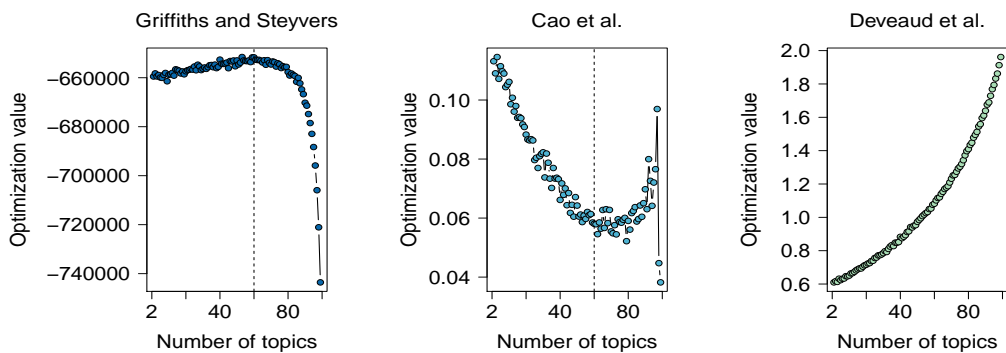 Griffiths and Steyvers
Optimization value
−660000
−680000
−700000
−720000
−740000
2 40 80
Number of topics
Cao et al.
Optimization value
0.10
0.08
0.06
0.04
2 40 80
Number of topics
Deveaud et al.
Optimization value
2.0
1.8
1.6
1.4
1.2
1.0
0.8
0.6
2 40 80
Number of topics